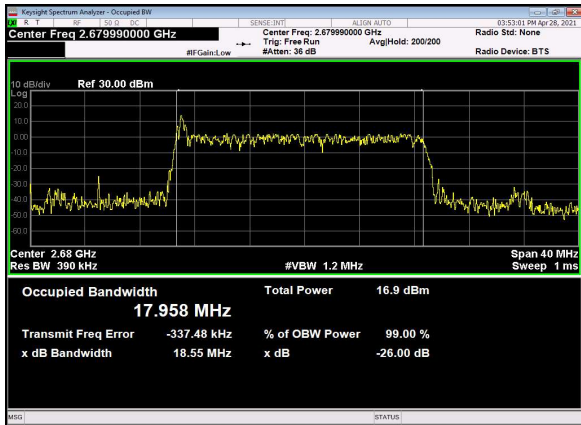 Keysight Spectrum Analyzer - Occupied BW
R T RF 50 Ω DC SENSE:INT ALIGN AUTO 03:53:01 PM Apr 28, 2021
Center Freq 2.679990000 GHz Center Freq: 2.679990000 GHz Radio Std: None
Trig: Free Run Avg|Hold: 200/200
#IFGain:Low #Atten: 36 dB Radio Device: BTS
10 dB/div Ref 30.00 dBm
Log
20.0
10.0
0.00
-10.0
-20.0
-30.0
-40.0
-50.0
-60.0
Center 2.68 GHz Span 40 MHz
Res BW 390 kHz #VBW 1.2 MHz Sweep 1 ms
Occupied Bandwidth Total Power 16.9 dBm
17.958 MHz
Transmit Freq Error -337.48 kHz % of OBW Power 99.00 %
x dB Bandwidth 18.55 MHz x dB -26.00 dB
MSG STATUS